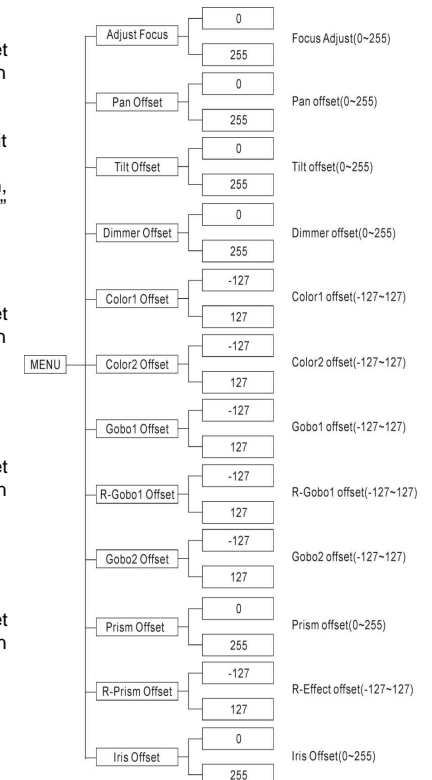 et
n
it
,
"
et
n
et
n
et
n
MENU
Adjust Focus
0
255
Focus Adjust(0~255)
Pan Offset
0
255
Pan offset(0~255)
Tilt Offset
0
255
Tilt offset(0~255)
Dimmer Offset
0
255
Dimmer offset(0~255)
Color1 Offset
-127
127
Color1 offset(-127~127)
Color2 Offset
-127
127
Color2 offset(-127~127)
Gobo1 Offset
-127
127
Gobo1 offset(-127~127)
R-Gobo1 Offset
-127
127
R-Gobo1 offset(-127~127)
Gobo2 Offset
-127
127
Gobo2 offset(-127~127)
Prism Offset
0
255
Prism offset(0~255)
R-Prism Offset
-127
127
R-Effect offset(-127~127)
Iris Offset
0
255
Iris Offset(0~255)